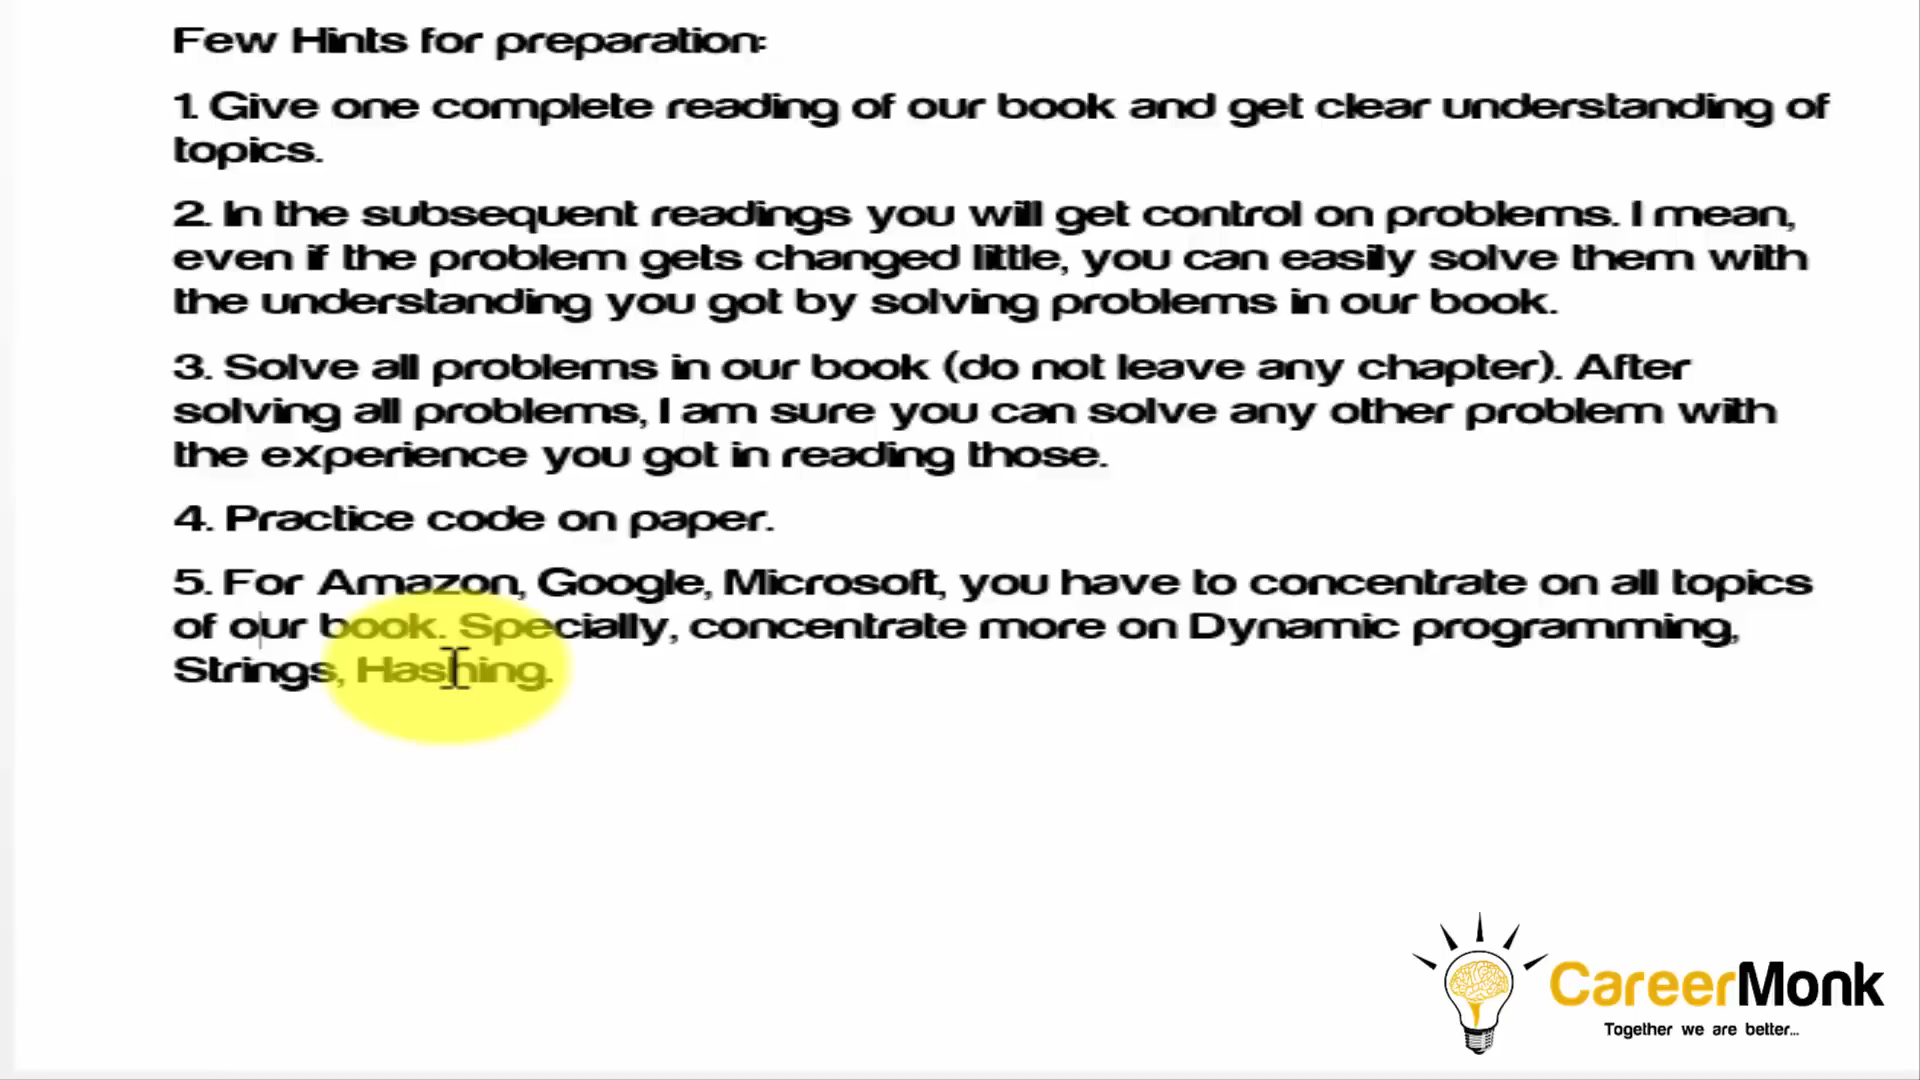 Few Hints for preparation:
1. Give one complete reading of our book and get clear understanding of
topics.
2. In the subsequent readings you will get control on problems. I mean,
even if the problem gets changed little, you can easily solve them with
the understanding you got by solving problems in our book.
3. Solve all problems in our book (do not leave any chapter). After
solving all problems, I am sure you can solve any other problem with
the experience you got in reading those.
4. Practice code on paper.
5. For Amazon, Google, Microsoft, you have to concentrate on all topics
of our book. Specially, concentrate more on Dynamic programming,
Strings, Hashing.
CareerMonk
Together we are better...